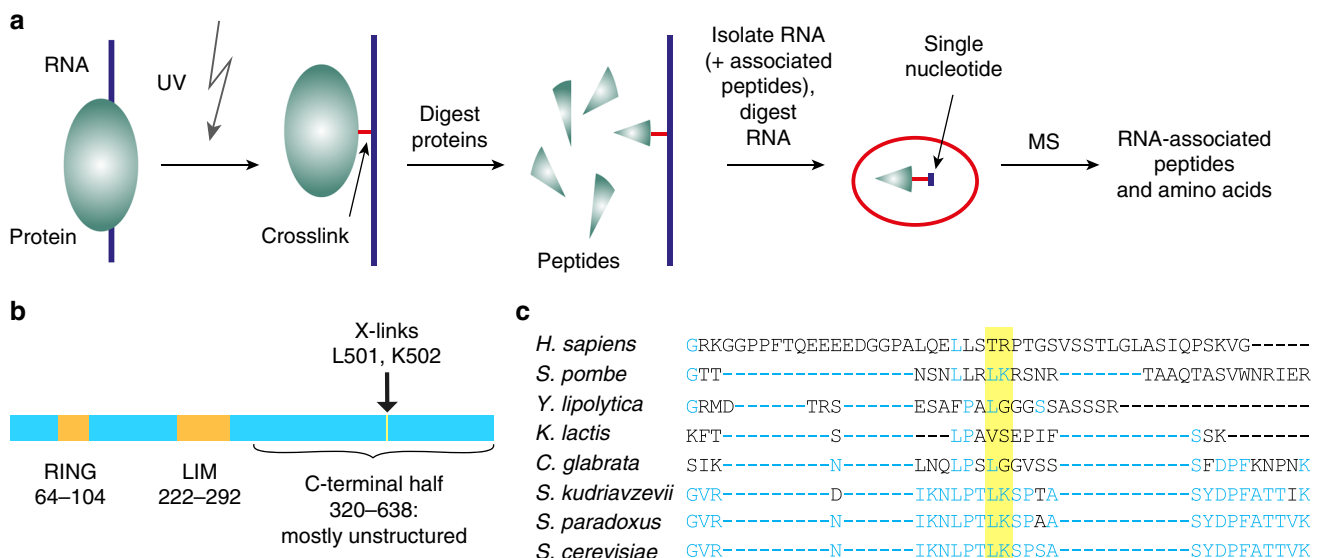 a
RNA
UV
Protein
Crosslink
Digest
proteins
Peptides
Isolate RNA
(+ associated
peptides),
digest
RNA
Single
nucleotide
MS
RNA-associated
peptides
and amino acids
b
X-links
L501, K502
RING
64–104
LIM
222–292
C-terminal half
320–638:
mostly unstructured
c
H. sapiens GRKGGPPFTQEEEEDGGPALQELLSTRPTGSVSSTLGLASIQPSKVG-----
S. pombe GTT----------------NSNLLRLKRSNR-------TAAQTASVWNRIER
Y. lipolytica GRMD------TRS------ESAFPALGGGSSASSSR----------------
K. lactis KFT---------S---------LPAVSEPIF-----------SSK-------
C. glabrata SIK---------N------LNQLPSLGGVSS-----------SFDPFKNPNK
S. kudriavzevii GVR---------D------IKNLPTLKSPTA-----------SYDPFATTIK
S. paradoxus GVR---------N------IKNLPTLKSPAA-----------SYDPFATTVK
S. cerevisiae GVR---------N------IKNLPTLKSPSA-----------SYDPFATTVK